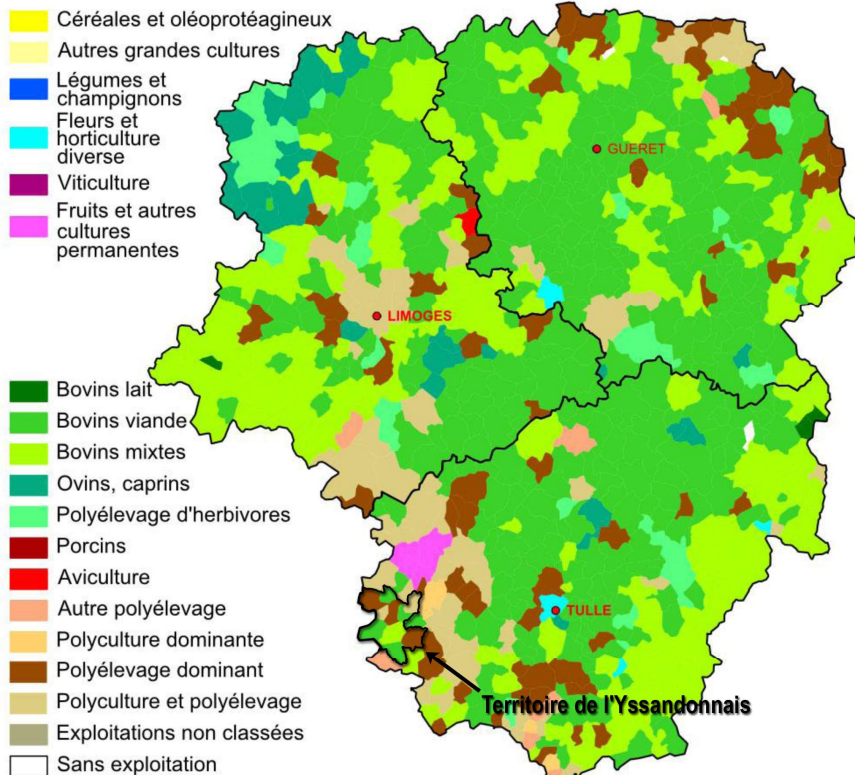 Céréales et oléoprotéagineux
Autres grandes cultures
Légumes et
champignons
Fleurs et
horticulture
diverse
Viticulture
Fruits et autres
cultures
permanentes
GUERET
LIMOGES
Bovins lait
Bovins viande
Bovins mixtes
Ovins, caprins
Polyélevage d'herbivores
Porcins
Aviculture
Autre polyélevage
Polyculture dominante
Polyélevage dominant
Polyculture et polyélevage
Exploitations non classées
Sans exploitation
TULLE
Territoire de l'Yssandonnais